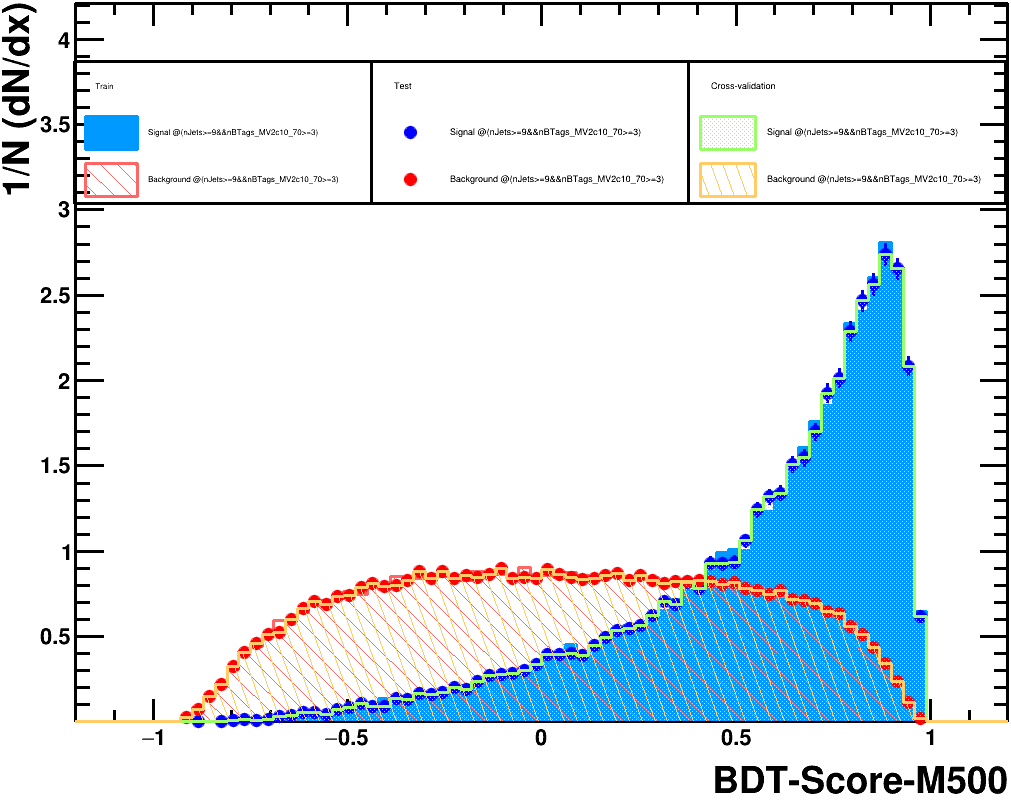 1/N (dN/dx)
4
3.5
3
2.5
2
1.5
1
0.5
Train
Signal @(nJets>=9&&nBTags_MV2c10_70>=3)
Background @(nJets>=9&&nBTags_MV2c10_70>=3)
Test
Signal @(nJets>=9&&nBTags_MV2c10_70>=3)
Background @(nJets>=9&&nBTags_MV2c10_70>=3)
Cross-validation
Signal @(nJets>=9&&nBTags_MV2c10_70>=3)
Background @(nJets>=9&&nBTags_MV2c10_70>=3)
−1 −0.5 0 0.5 1
BDT-Score-M500